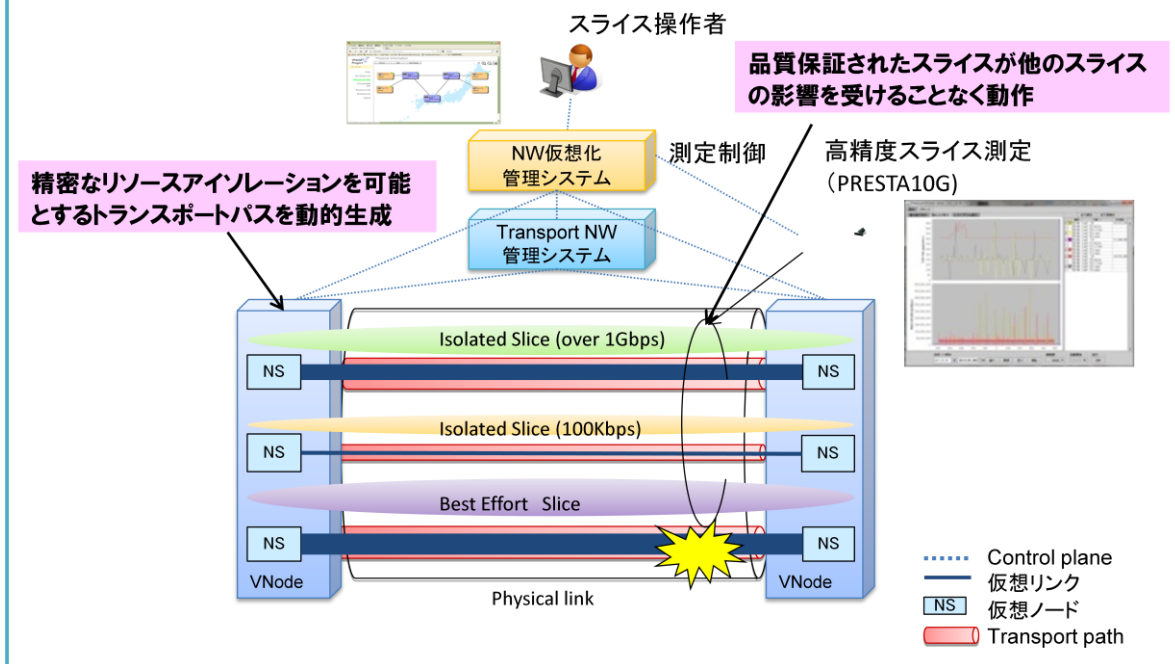 スライス操作者
品質保証されたスライスが他のスライス
の影響を受けることなく動作
NW仮想化
管理システム
測定制御
高精度スライス測定
（PRESTA10G)
精密なリソースアイソレーションを可能
とするトランスポートパスを動的生成
Transport NW
管理システム
Isolated Slice (over 1Gbps)
NS
NS
Isolated Slice (100Kbps)
NS
NS
Best Effort Slice
NS
NS
VNode
VNode
Physical link
Control plane
仮想リンク
NS
仮想ノード
Transport path